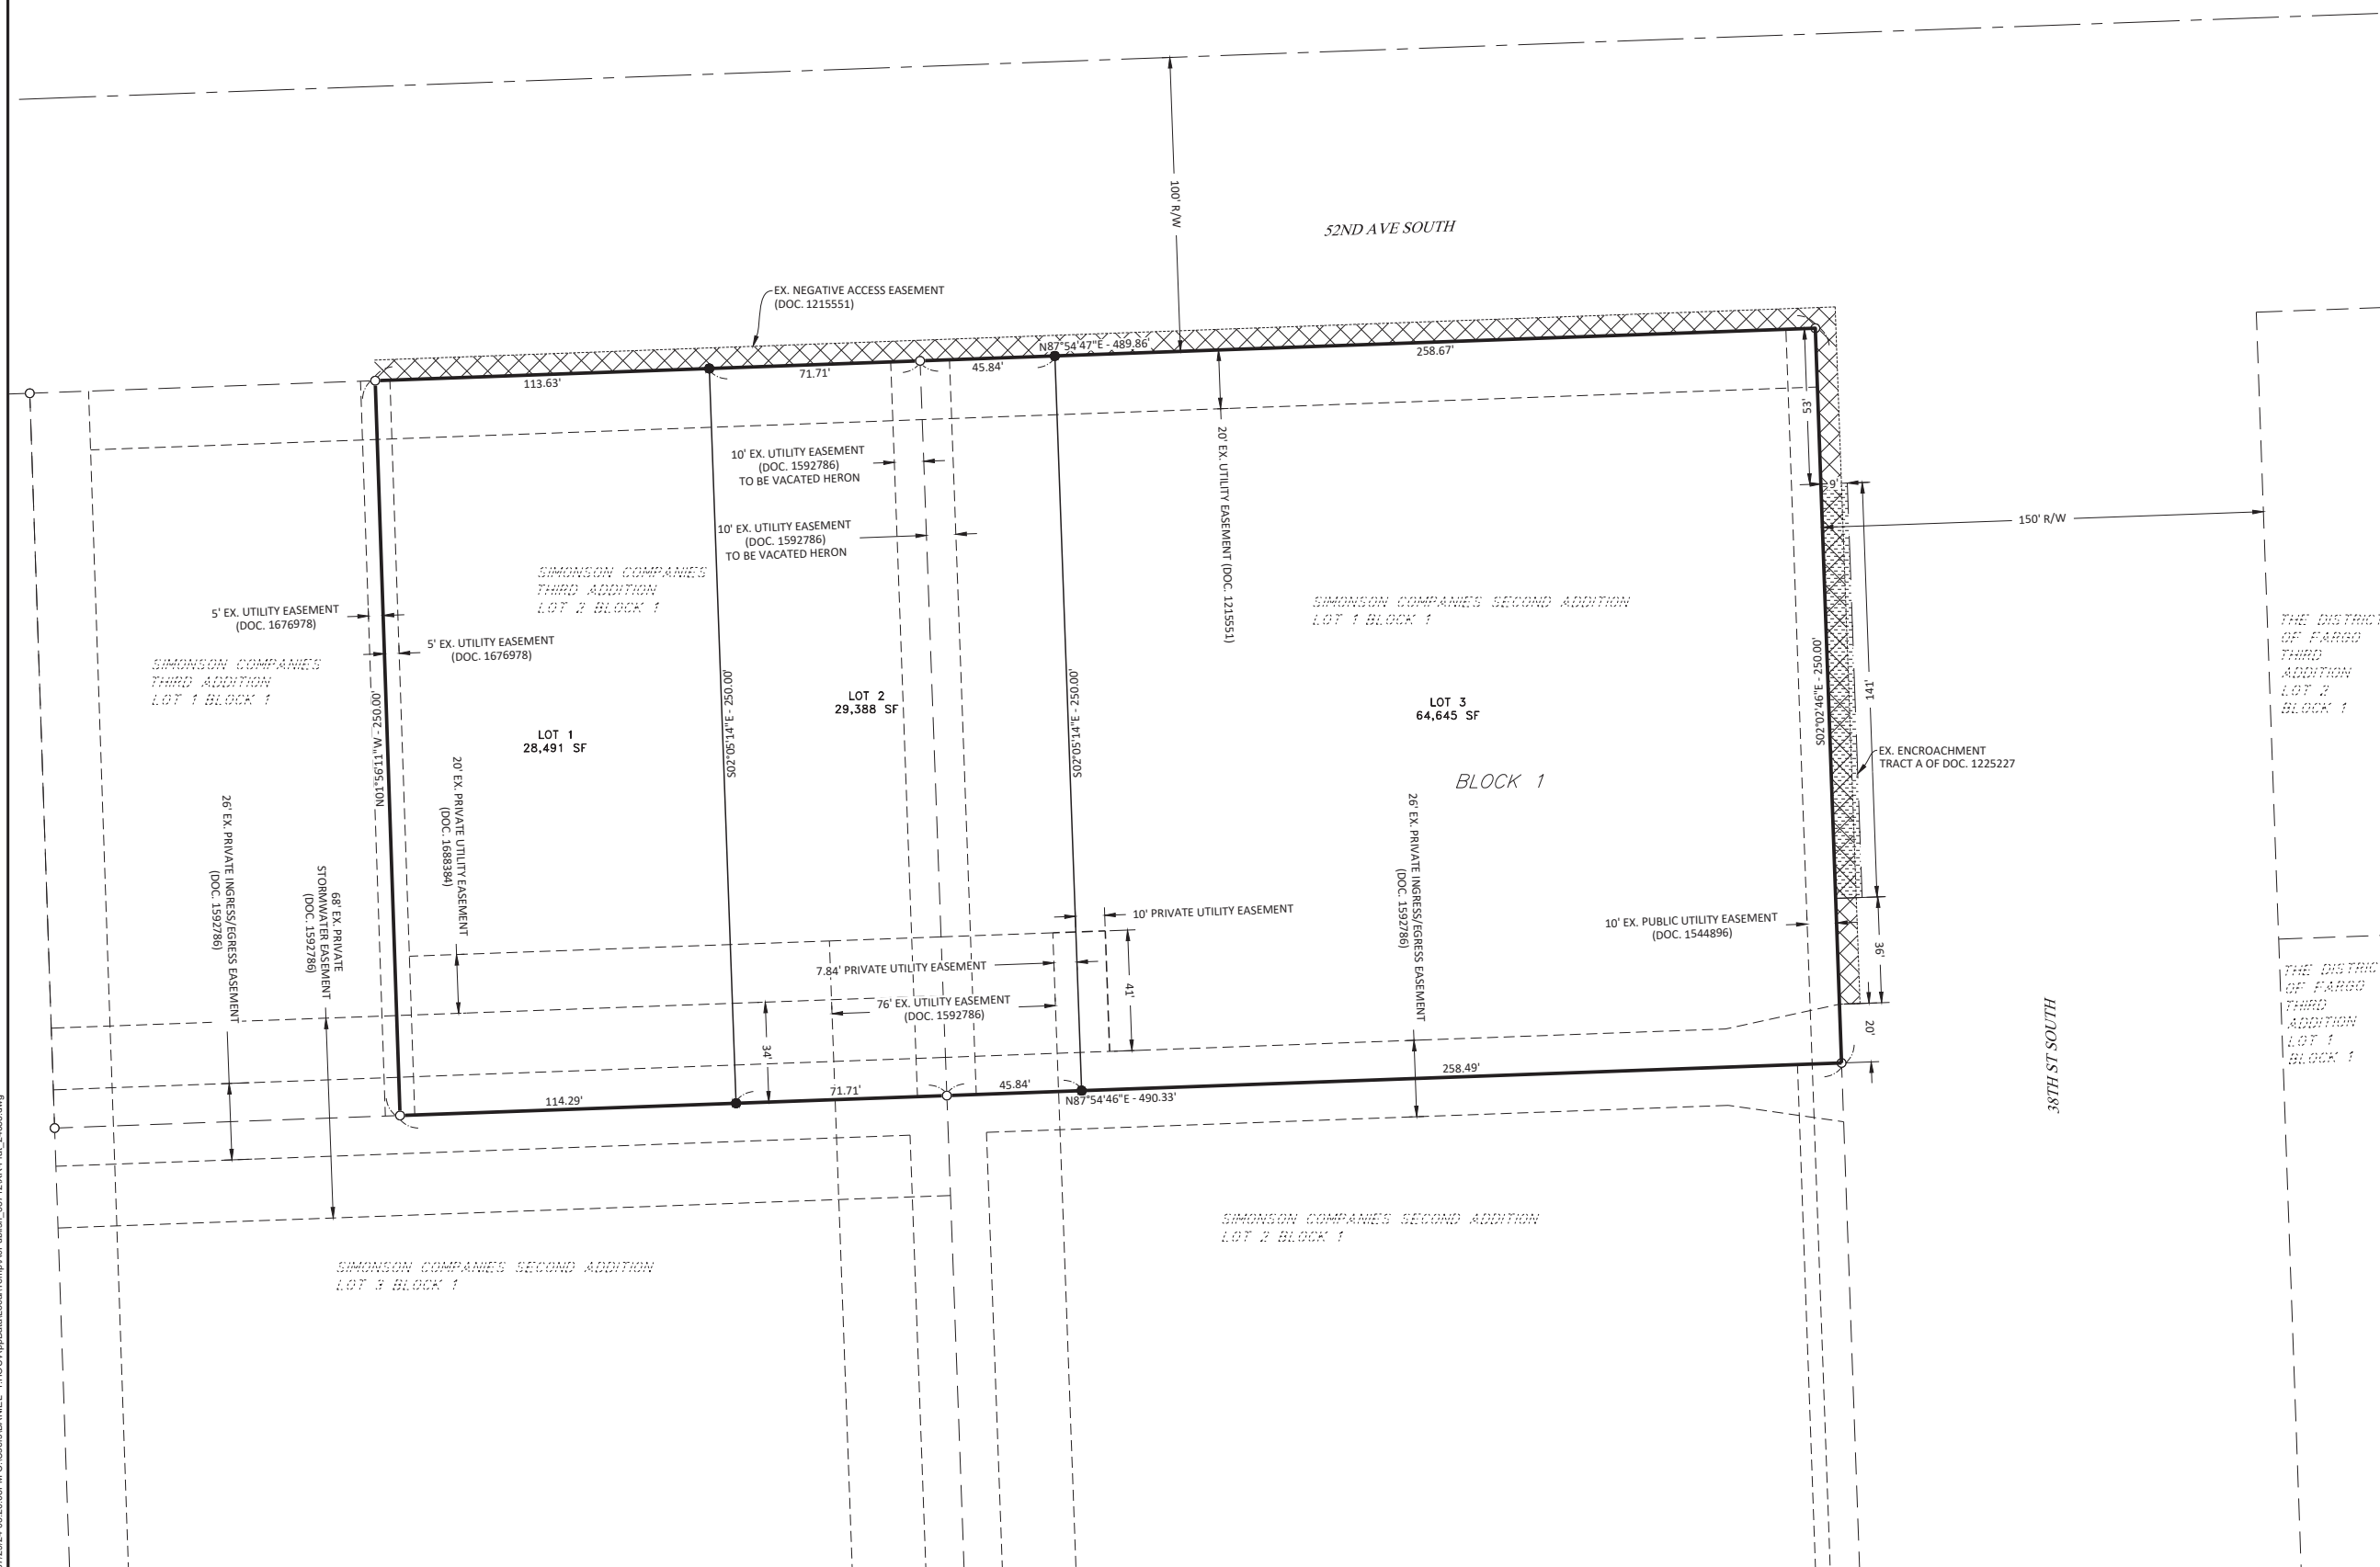 100' R/W
52ND AVE SOUTH
EX. NEGATIVE ACCESS EASEMENT
(DOC. 1215551)
N87°54'47"E - 489.86'
113.63'
71.71'
45.84'
258.67'
53'
9'
150' R/W
10' EX. UTILITY EASEMENT
(DOC. 1592786)
TO BE VACATED HERON
10' EX. UTILITY EASEMENT
(DOC. 1592786)
TO BE VACATED HERON
20' EX. UTILITY EASEMENT (DOC. 1215551)
SIMONSON COMPANIES
THIRD ADDITION
LOT 2 BLOCK 1
SIMONSON COMPANIES SECOND ADDITION
LOT 1 BLOCK 1
5' EX. UTILITY EASEMENT
(DOC. 1676978)
5' EX. UTILITY EASEMENT
(DOC. 1676978)
SIMONSON COMPANIES
THIRD ADDITION
LOT 1 BLOCK 1
THE DISTRICT
OF FARGO
THIRD
ADDITION
LOT 2
BLOCK 1
N01°56'11"W - 250.00'
S02°05'14"E - 250.00'
S02°05'14"E - 250.00'
S02°02'46"E - 250.00'
141'
LOT 1
28,491 SF
LOT 2
29,388 SF
LOT 3
64,645 SF
BLOCK 1
EX. ENCROACHMENT
TRACT A OF DOC. 1225227
20' EX. PRIVATE UTILITY EASEMENT
(DOC. 1688384)
26' EX. PRIVATE INGRESS/EGRESS EASEMENT
(DOC. 1592786)
68' EX. PRIVATE
STORMWATER EASEMENT
(DOC. 1592786)
26' EX. PRIVATE INGRESS/EGRESS EASEMENT
(DOC. 1592786)
10' PRIVATE UTILITY EASEMENT
10' EX. PUBLIC UTILITY EASEMENT
(DOC. 1544896)
36'
7.84' PRIVATE UTILITY EASEMENT
76' EX. UTILITY EASEMENT
(DOC. 1592786)
41'
34'
20'
THE DISTRIC
OF FARGO
THIRD
ADDITION
LOT 1
BLOCK 1
38TH ST SOUTH
114.29'
71.71'
45.84'
258.49'
N87°54'46"E - 490.33'
SIMONSON COMPANIES SECOND ADDITION
LOT 2 BLOCK 1
SIMONSON COMPANIES SECOND ADDITION
LOT 3 BLOCK 1